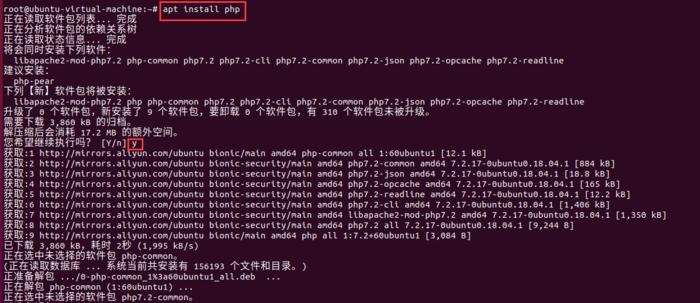 root@ubuntu-virtual-machine:~# apt install php
正在读取软件包列表... 完成
正在分析软件包的依赖关系树
正在读取状态信息... 完成
将会同时安装下列软件:
libapache2-mod-php7.2 php-common php7.2 php7.2-cli php7.2-common php7.2-json php7.2-opcache php7.2-readline
建议安装:
php-pear
下列【新】软件包将被安装:
libapache2-mod-php7.2 php php-common php7.2 php7.2-cli php7.2-common php7.2-json php7.2-opcache php7.2-readline
升级了 0 个软件包,新安装了 9 个软件包,要卸载 0 个软件包,有 310 个软件包未被升级。
需要下载 3,860 kB 的归档。
解压缩后会消耗 17.2 MB 的额外空间。
您希望继续执行吗? [Y/n] y
获取:1 http://mirrors.aliyun.com/ubuntu bionic/main amd64 php-common all 1:60ubuntu1 [12.1 kB]
获取:2 http://mirrors.aliyun.com/ubuntu bionic-security/main amd64 php7.2-common amd64 7.2.17-0ubuntu0.18.04.1 [884 kB]
获取:3 http://mirrors.aliyun.com/ubuntu bionic-security/main amd64 php7.2-json amd64 7.2.17-0ubuntu0.18.04.1 [18.8 kB]
获取:4 http://mirrors.aliyun.com/ubuntu bionic-security/main amd64 php7.2-opcache amd64 7.2.17-0ubuntu0.18.04.1 [165 kB]
获取:5 http://mirrors.aliyun.com/ubuntu bionic-security/main amd64 php7.2-readline amd64 7.2.17-0ubuntu0.18.04.1 [12.2 kB]
获取:6 http://mirrors.aliyun.com/ubuntu bionic-security/main amd64 php7.2-cli amd64 7.2.17-0ubuntu0.18.04.1 [1,406 kB]
获取:7 http://mirrors.aliyun.com/ubuntu bionic-security/main amd64 libapache2-mod-php7.2 amd64 7.2.17-0ubuntu0.18.04.1 [1,350 kB]
获取:8 http://mirrors.aliyun.com/ubuntu bionic-security/main amd64 php7.2 all 7.2.17-0ubuntu0.18.04.1 [9,244 B]
获取:9 http://mirrors.aliyun.com/ubuntu bionic/main amd64 php all 1:7.2+60ubuntu1 [3,084 B]
已下载 3,860 kB,耗时 2秒 (1,995 kB/s)
正在选中未选择的软件包 php-common。
(正在读取数据库 ... 系统当前共安装有 156193 个文件和目录。)
正准备解包 .../0-php-common_1%3a60ubuntu1_all.deb ...
正在解包 php-common (1:60ubuntu1) ...
正在选中未选择的软件包 php7.2-common。